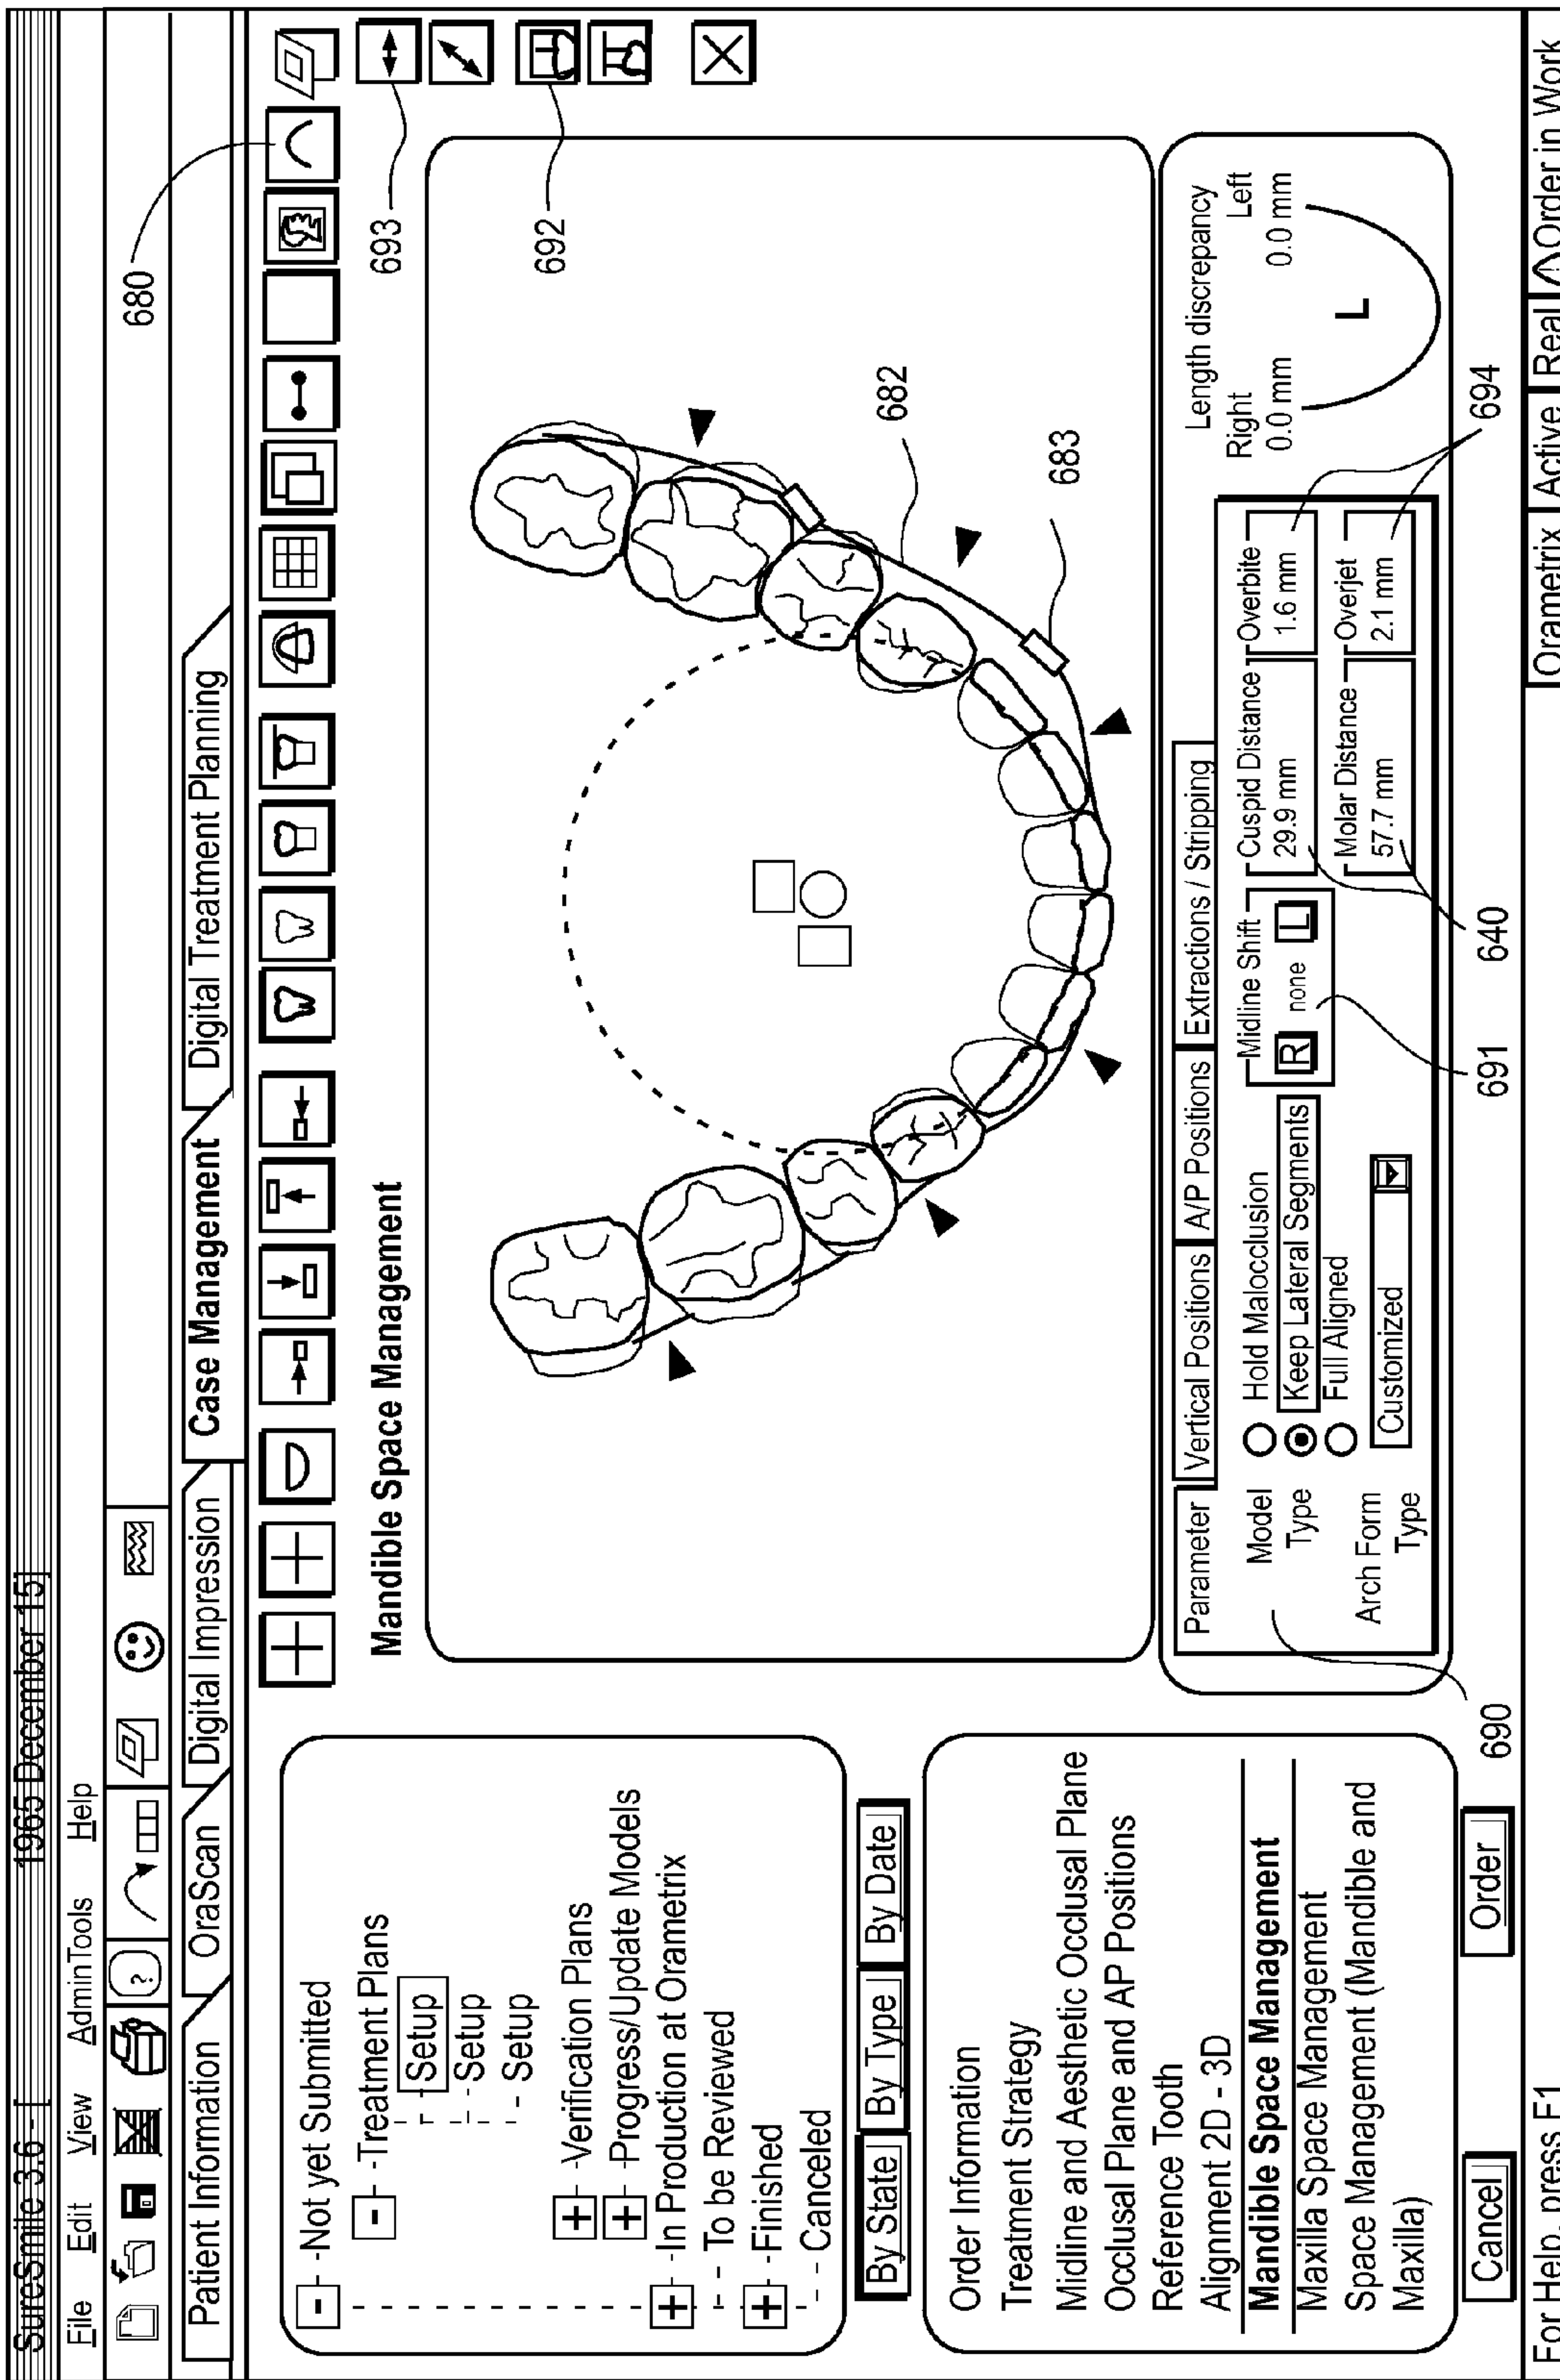 SureSmile 3.6 - [ 1965 December 15]
File Edit View AdminTools Help
?
680
Patient Information OraScan Digital Impression Case Management Digital Treatment Planning
Not yet Submitted
Treatment Plans
Setup
Setup
Setup
Verification Plans
Progress/Update Models
In Production at Orametrix
To be Reviewed
Finished
Canceled
By State By Type By Date
Order Information
Treatment Strategy
Midline and Aesthetic Occlusal Plane
Occlusal Plane and AP Positions
Reference Tooth
Alignment 2D - 3D
Mandible Space Management
Maxilla Space Management
Space Management (Mandible and
Maxilla)
Cancel Order
Mandible Space Management
693
692
682
683
Parameter Vertical Positions A/P Positions Extractions / Stripping
Model
Type
Hold Malocclusion
Keep Lateral Segments
Full Aligned
Arch Form
Type
Customized
Midline Shift
R none L
Cuspid Distance
29.9 mm
Overbite
1.6 mm
Molar Distance
57.7 mm
Overjet
2.1 mm
Length discrepancy
Right Left
0.0 mm 0.0 mm
L
690
691
640
694
For Help, press F1
Orametrix Active Real Order in Work